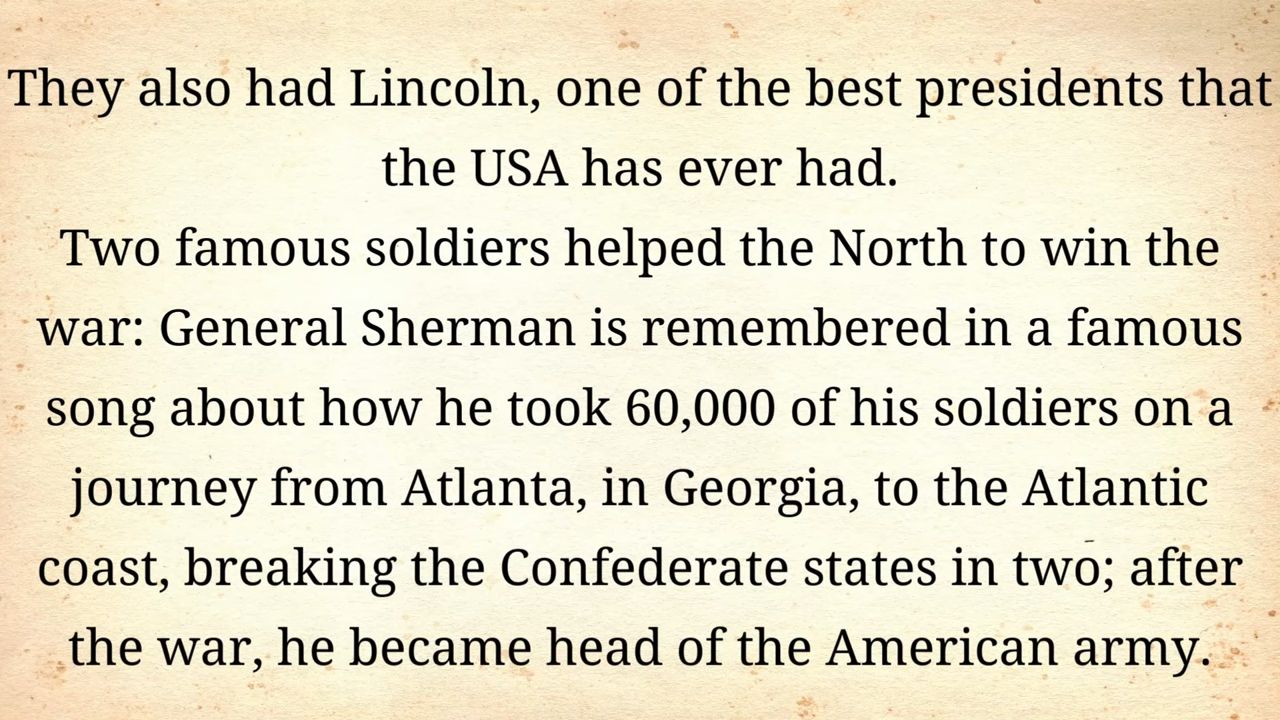 They also had Lincoln, one of the best presidents that
the USA has ever had.
Two famous soldiers helped the North to win the
war: General Sherman is remembered in a famous
song about how he took 60,000 of his soldiers on a
journey from Atlanta, in Georgia, to the Atlantic
coast, breaking the Confederate states in two; after
the war, he became head of the American army.